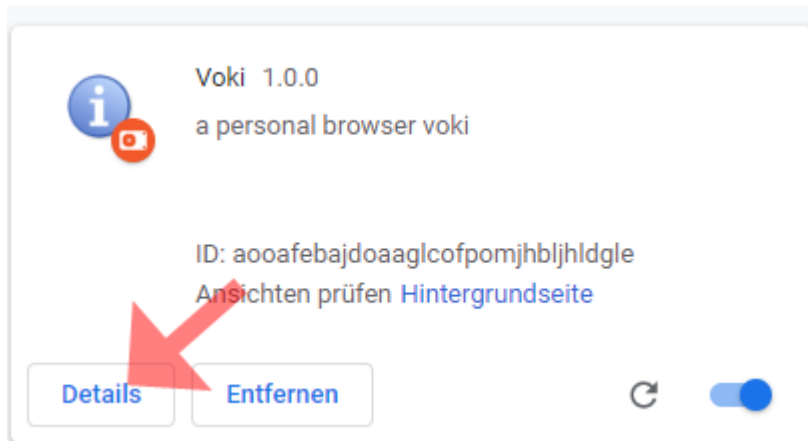 Voki 1.0.0
a personal browser voki
ID: aooafebajdoaaglcofpomjhbljhldgle
Ansichten prüfen Hintergrundseite
Details Entfernen